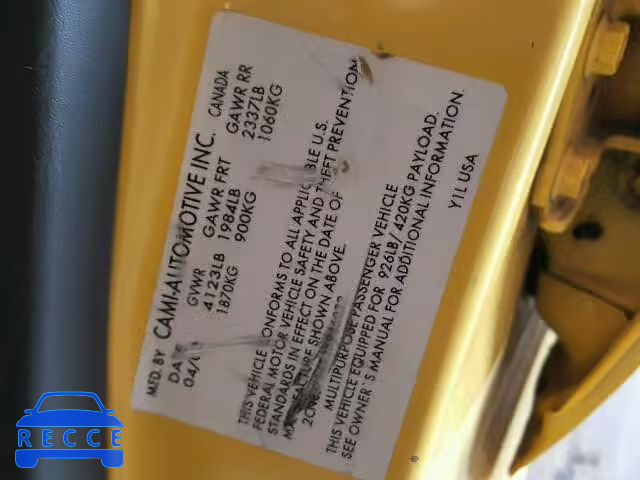 MFD. BY CAMI-AUTOMOTIVE INC. CANADA
DATE GVWR GAWR FRT GAWR RR
04/ 4123LB 1984LB 2337LB
1870KG 900KG 1060KG
THIS VEHICLE CONFORMS TO ALL APPLICABLE U.S.
FEDERAL MOTOR VEHICLE SAFETY AND THEFT PREVENTION
STANDARDS IN EFFECT ON THE DATE OF
MANUFACTURE SHOWN ABOVE.
MULTIPURPOSE PASSENGER VEHICLE
THIS VEHICLE EQUIPPED FOR 926LB/ 420KG PAYLOAD.
SEE OWNER'S MANUAL FOR ADDITIONAL INFORMATION.
Y1L USA
RECCE